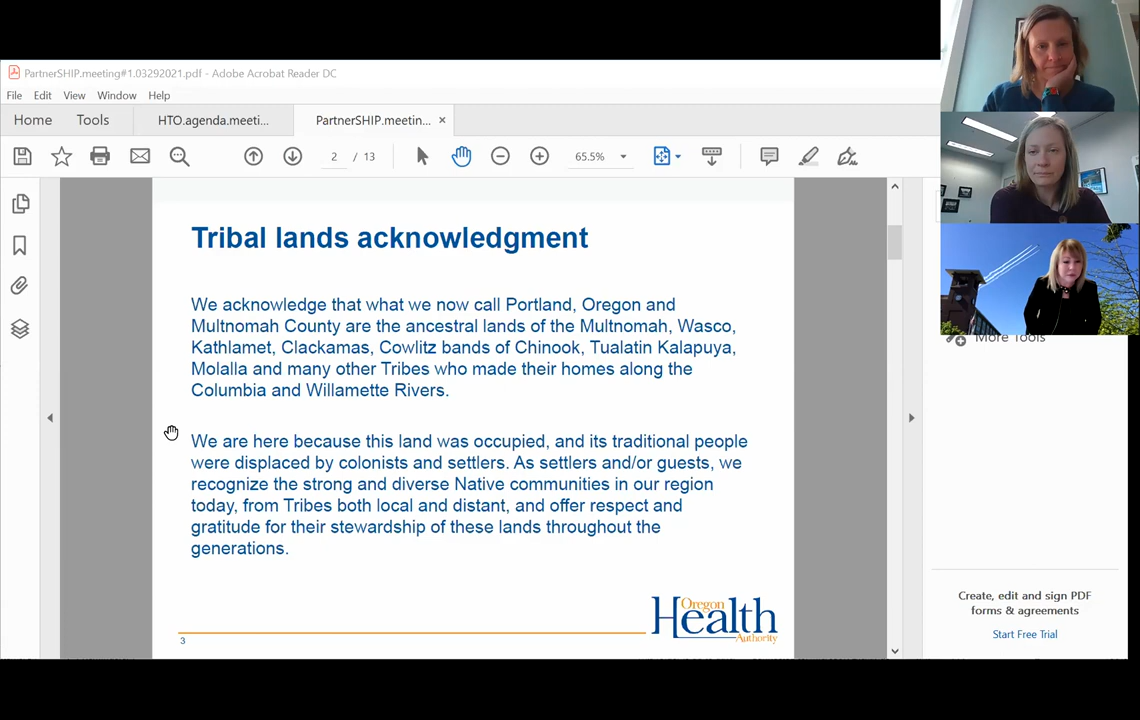 PartnerSHIP.meeting#1.03292021.pdf - Adobe Acrobat Reader DC
File Edit View Window Help
Home Tools HTO.agenda.meeti... PartnerSHIP.meetin... ×
2 / 13 65.5%
Tribal lands acknowledgment
We acknowledge that what we now call Portland, Oregon and
Multnomah County are the ancestral lands of the Multnomah, Wasco,
Kathlamet, Clackamas, Cowlitz bands of Chinook, Tualatin Kalapuya,
Molalla and many other Tribes who made their homes along the
Columbia and Willamette Rivers.
We are here because this land was occupied, and its traditional people
were displaced by colonists and settlers. As settlers and/or guests, we
recognize the strong and diverse Native communities in our region
today, from Tribes both local and distant, and offer respect and
gratitude for their stewardship of these lands throughout the
generations.
Oregon
Health
Authority
3
More Tools
Create, edit and sign PDF
forms & agreements
Start Free Trial